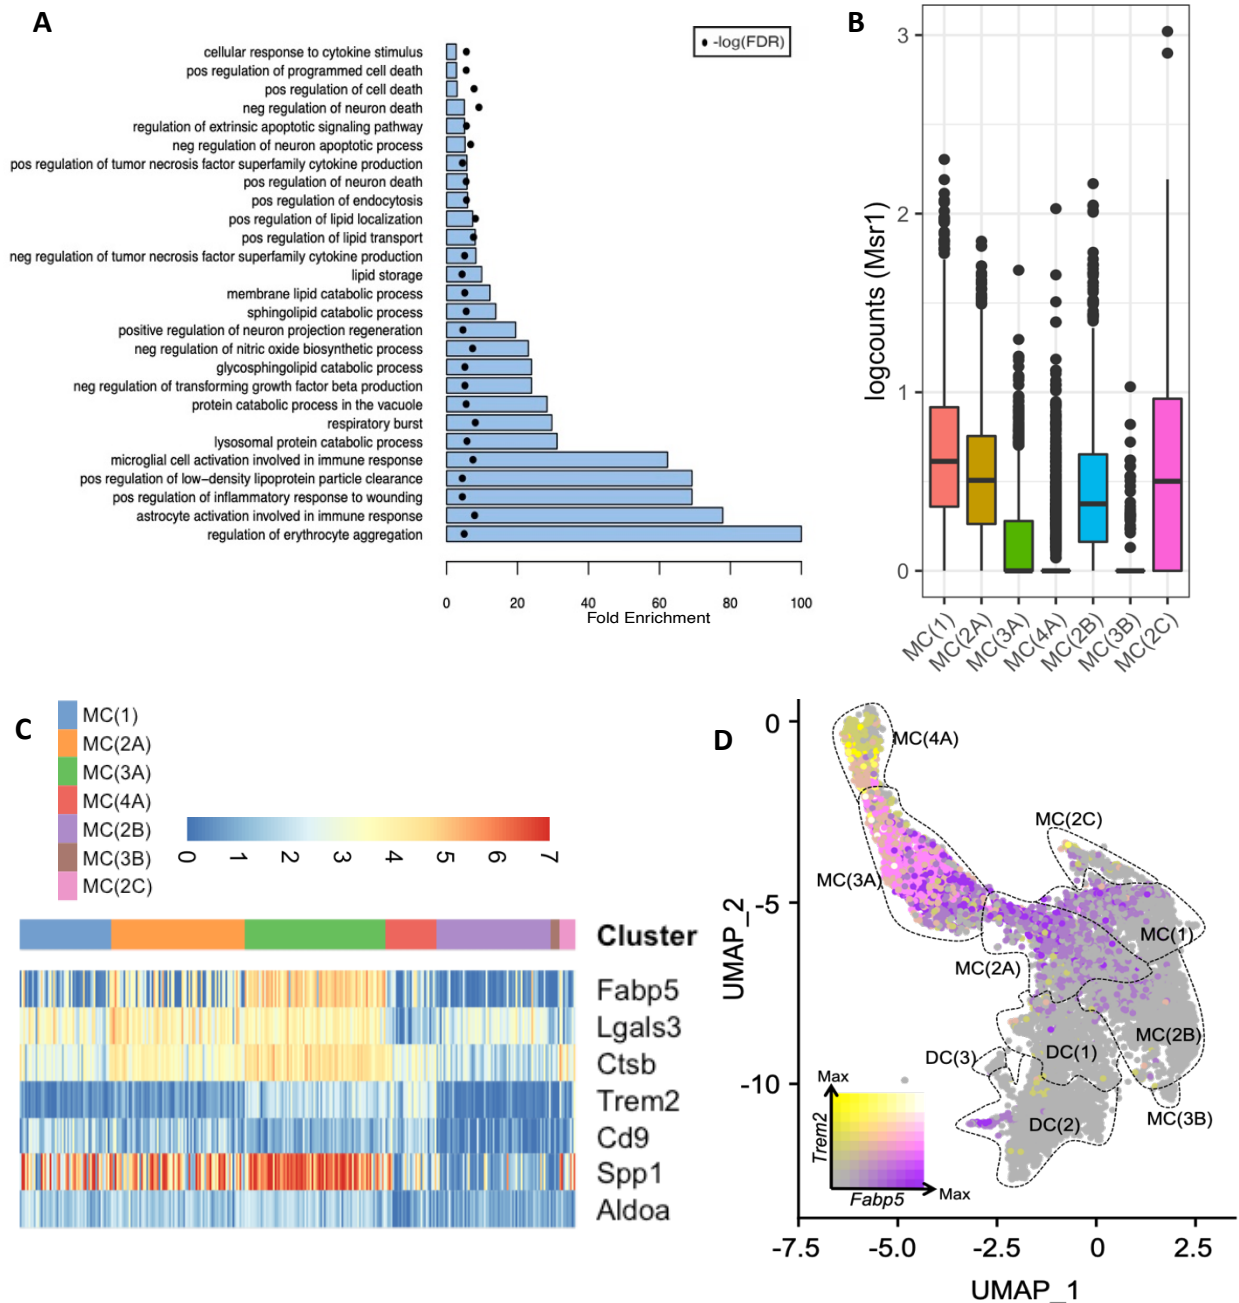 A
-log(FDR)
cellular response to cytokine stimulus
pos regulation of programmed cell death
pos regulation of cell death
neg regulation of neuron death
regulation of extrinsic apoptotic signaling pathway
neg regulation of neuron apoptotic process
pos regulation of tumor necrosis factor superfamily cytokine production
pos regulation of neuron death
pos regulation of endocytosis
pos regulation of lipid localization
pos regulation of lipid transport
neg regulation of tumor necrosis factor superfamily cytokine production
lipid storage
membrane lipid catabolic process
sphingolipid catabolic process
positive regulation of neuron projection regeneration
neg regulation of nitric oxide biosynthetic process
glycosphingolipid catabolic process
neg regulation of transforming growth factor beta production
protein catabolic process in the vacuole
respiratory burst
lysosomal protein catabolic process
microglial cell activation involved in immune response
pos regulation of low-density lipoprotein particle clearance
pos regulation of inflammatory response to wounding
astrocyte activation involved in immune response
regulation of erythrocyte aggregation
0 20 40 60 80 100
Fold Enrichment
B
logcounts (Msr1)
3
2
1
0
MC(1) MC(2A) MC(3A) MC(4A) MC(2B) MC(3B) MC(2C)
C
MC(1)
MC(2A)
MC(3A)
MC(4A)
MC(2B)
MC(3B)
MC(2C)
0 1 2 3 4 5 6 7
Cluster
Fabp5
Lgals3
Ctsb
Trem2
Cd9
Spp1
Aldoa
D
UMAP_2
0
-5
-10
MC(4A)
MC(2C)
MC(3A)
MC(1)
MC(2A)
MC(2B)
DC(3)
DC(1)
MC(3B)
DC(2)
Max
Trem2
Fabp5
Max
-7.5 -5.0 -2.5 0 2.5
UMAP_1